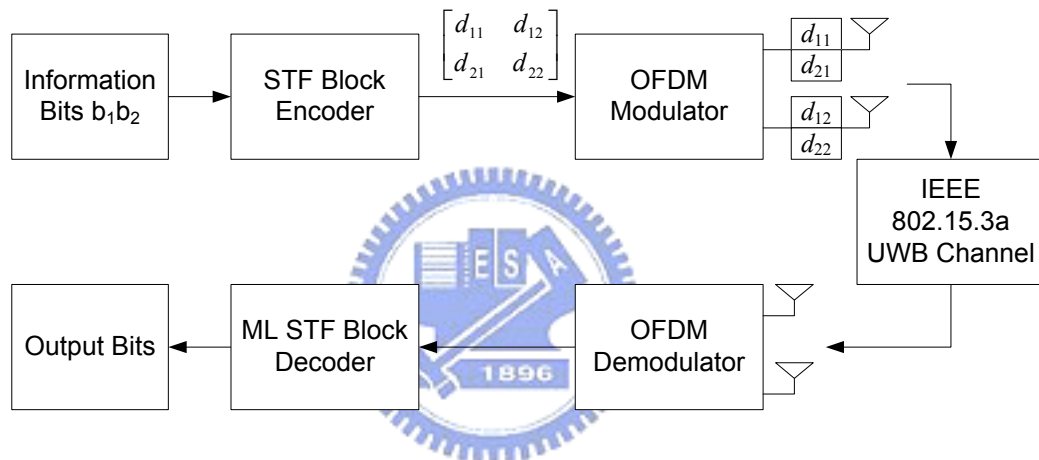 Information
Bits b₁b₂
STF Block
Encoder
d₁₁ d₁₂
d₂₁ d₂₂
OFDM
Modulator
d₁₁
d₂₁
d₁₂
d₂₂
IEEE
802.15.3a
UWB Channel
Output Bits
ML STF Block
Decoder
OFDM
Demodulator
E S A
1896